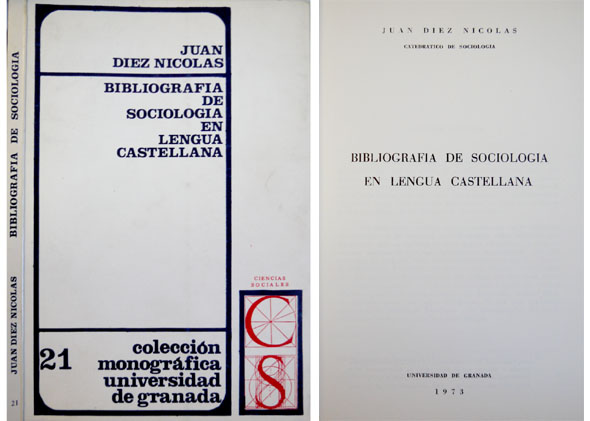 JUAN DIEZ NICOLAS
BIBLIOGRAFIA DE SOCIOLOGIA
21
JUAN
DIEZ NICOLAS
BIBLIOGRAFIA
DE
SOCIOLOGIA
EN
LENGUA
CASTELLANA
CIENCIAS
SOCIALES
CS
21
colección
monográfica
universidad
de granada
JUAN DIEZ NICOLAS
CATEDRATICO DE SOCIOLOGIA
BIBLIOGRAFIA DE SOCIOLOGIA
EN LENGUA CASTELLANA
UNIVERSIDAD DE GRANADA
1973